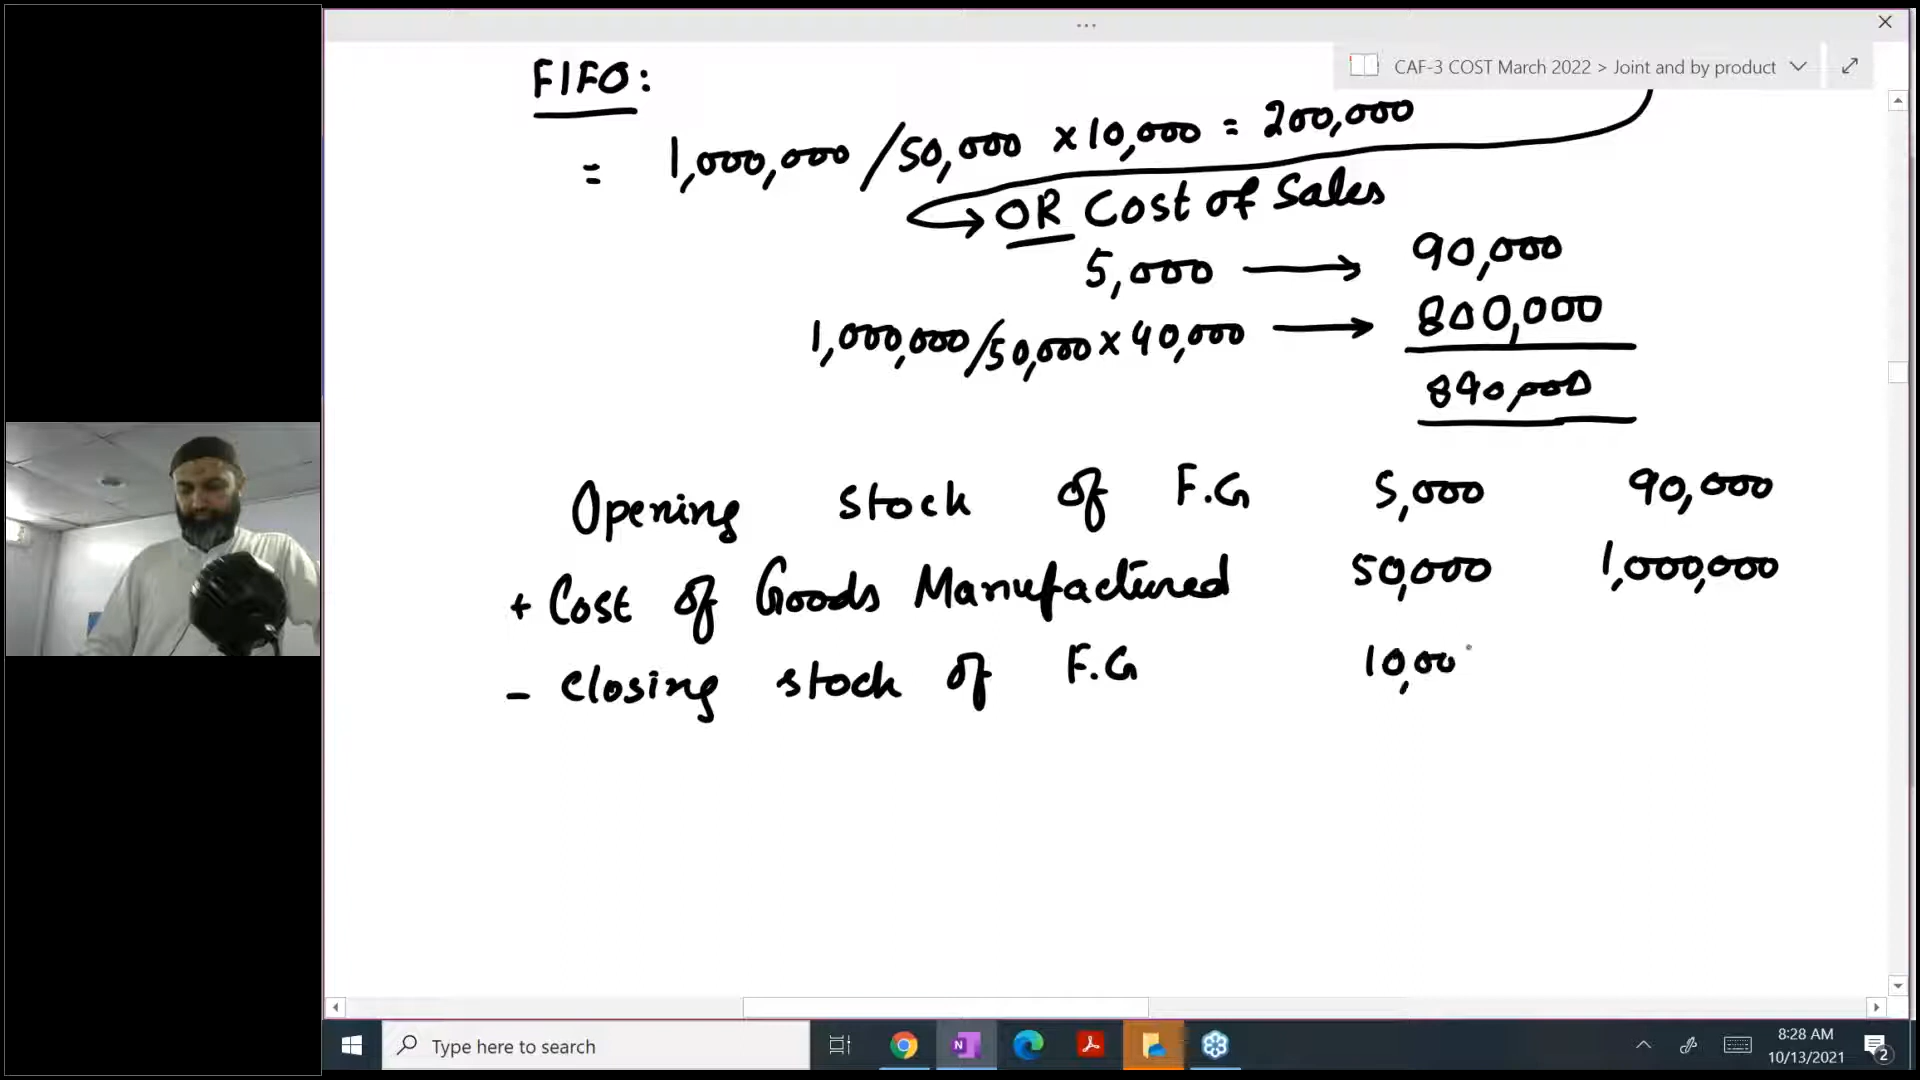 CAF-3 COST March 2022 > Joint and by product
FIFO:
= 1,000,000/50,000 ×10,000 = 200,000
OR Cost of Sales
5,000 → 90,000
1,000,000/50,000×40,000 → 800,000
890,000
Opening stock of F.G 5,000 90,000
+ Cost of Goods Manufactured 50,000 1,000,000
- Closing stock of F.G 10,00
Type here to search
8:28 AM
10/13/2021
2